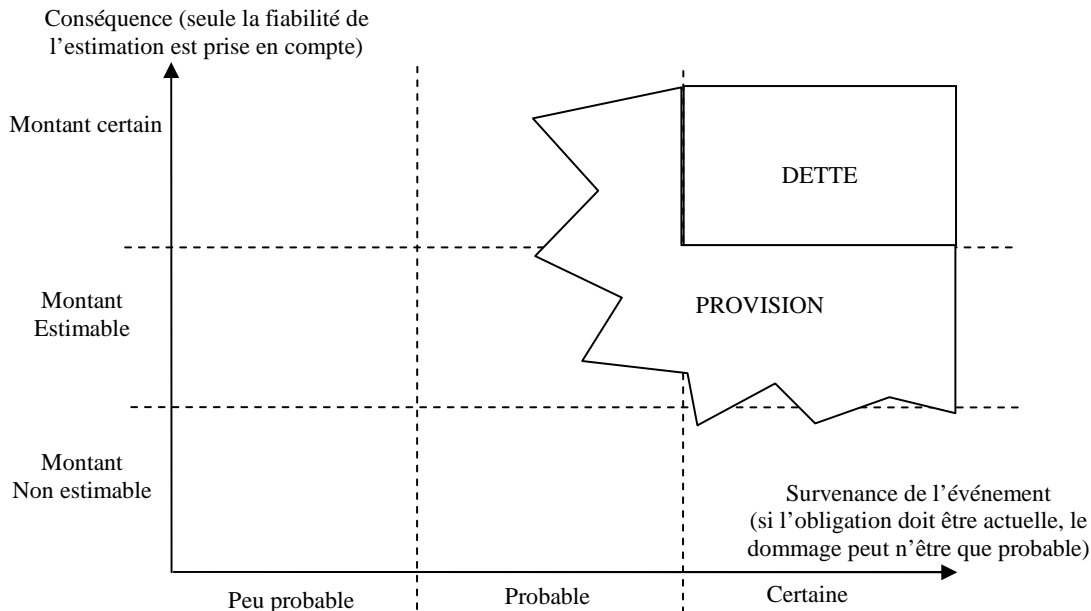 Conséquence (seule la fiabilité de
l’estimation est prise en compte)
Montant certain
DETTE
Montant
Estimable
PROVISION
Montant
Non estimable
Survenance de l’événement
(si l’obligation doit être actuelle, le
dommage peut n’être que probable)
Peu probable
Probable
Certaine